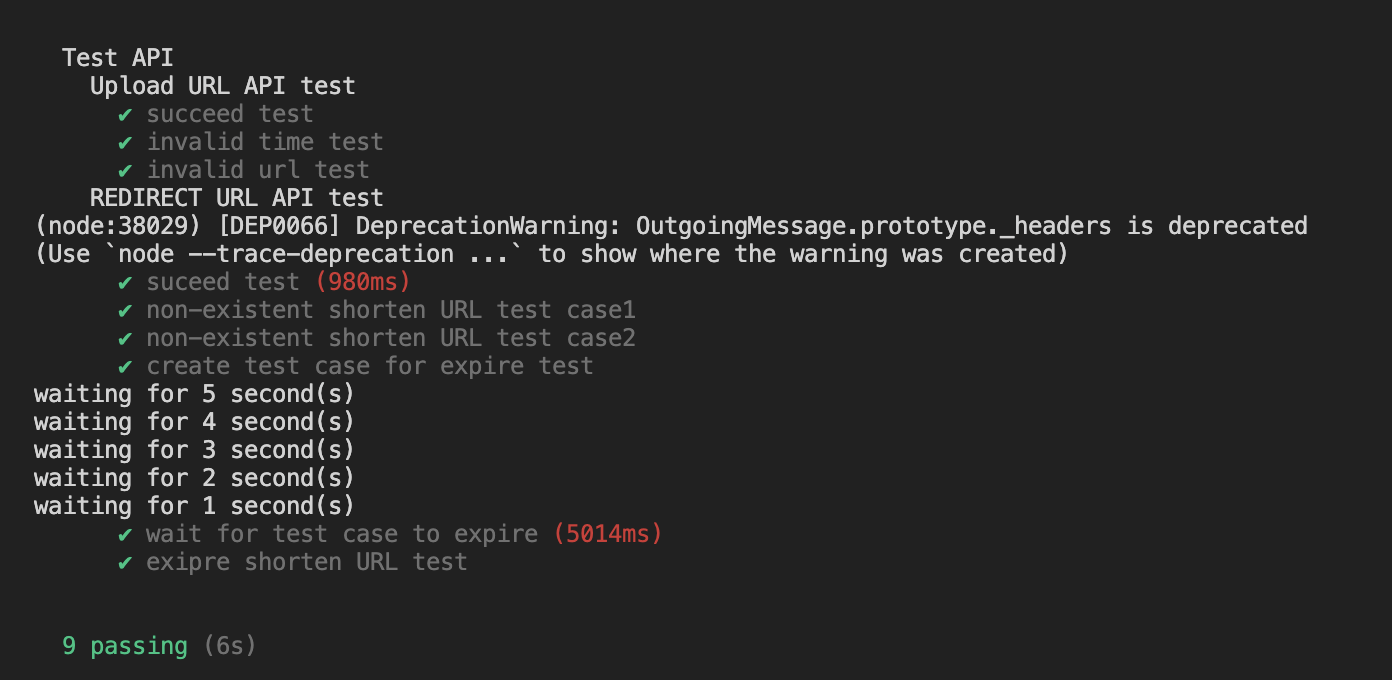 Test API
Upload URL API test
✔ succeed test
✔ invalid time test
✔ invalid url test
REDIRECT URL API test
(node:38029) [DEP0066] DeprecationWarning: OutgoingMessage.prototype._headers is deprecated
(Use `node --trace-deprecation ...` to show where the warning was created)
✔ suceed test (980ms)
✔ non-existent shorten URL test case1
✔ non-existent shorten URL test case2
✔ create test case for expire test
waiting for 5 second(s)
waiting for 4 second(s)
waiting for 3 second(s)
waiting for 2 second(s)
waiting for 1 second(s)
✔ wait for test case to expire (5014ms)
✔ exipre shorten URL test
9 passing (6s)